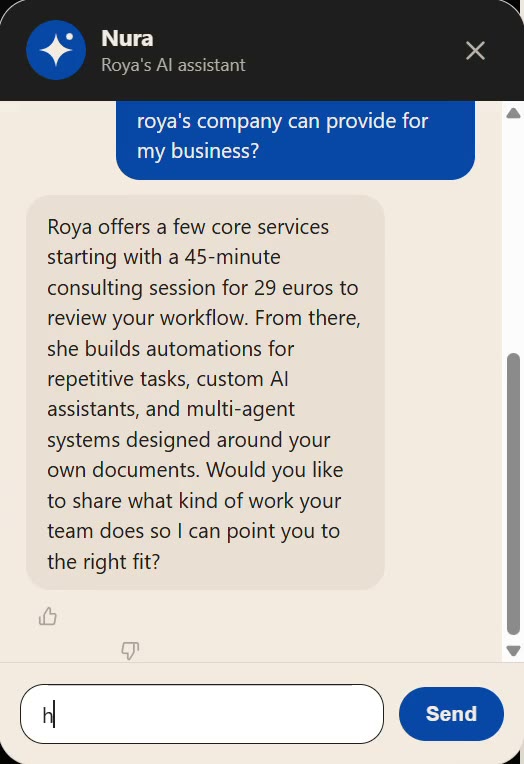 Nura
Roya's AI assistant
roya's company can provide for
my business?
Roya offers a few core services
starting with a 45-minute
consulting session for 29 euros to
review your workflow. From there,
she builds automations for
repetitive tasks, custom AI
assistants, and multi-agent
systems designed around your
own documents. Would you like
to share what kind of work your
team does so I can point you to
the right fit?
h
Send